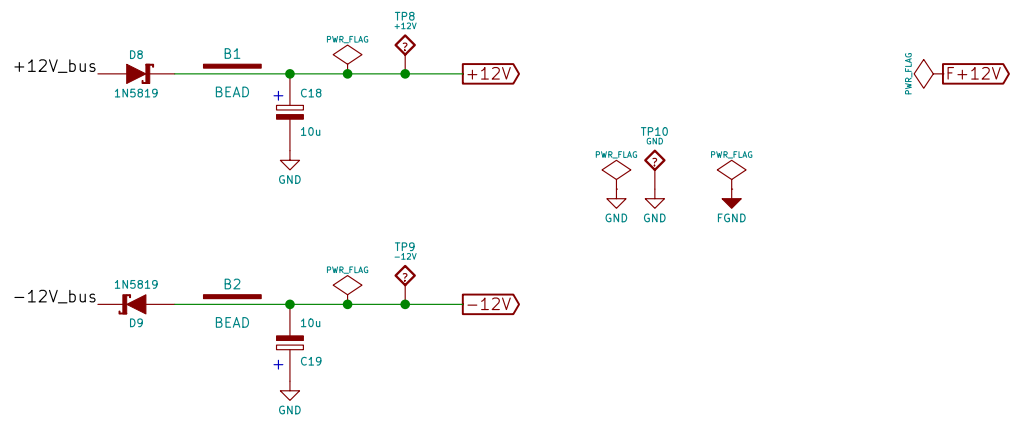 TP8
+12V
?
PWR_FLAG
D8
B1
+12V_bus
1N5819
BEAD
+
C18
10u
GND
+12V
PWR_FLAG
F+12V
TP10
GND
?
PWR_FLAG
PWR_FLAG
GND
GND
FGND
TP9
-12V
?
PWR_FLAG
1N5819
B2
-12V_bus
D9
BEAD
10u
+
C19
GND
-12V